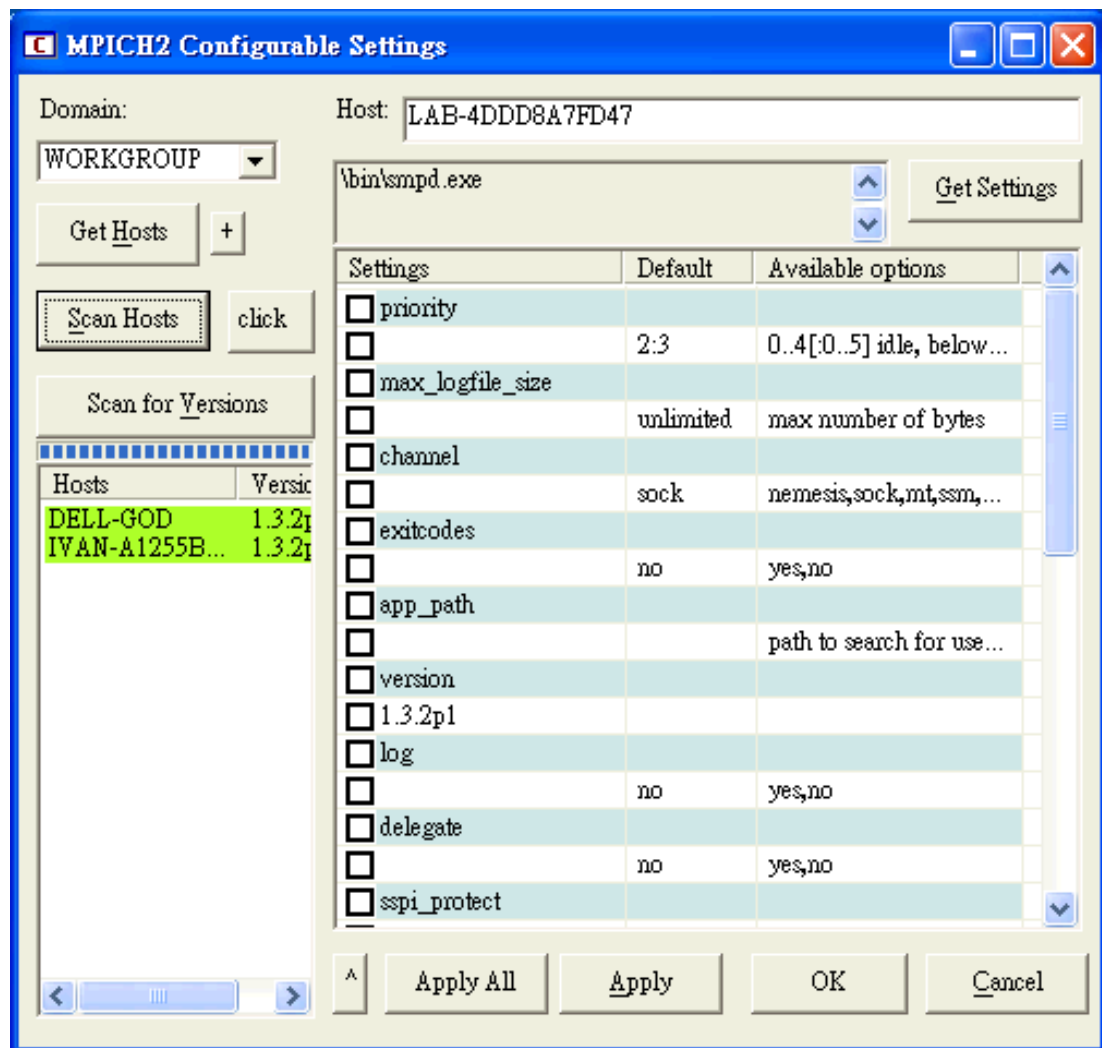 MPICH2 Configurable Settings
Domain:
WORKGROUP
Get Hosts
+
Scan Hosts
click
Scan for Versions
Hosts
DELL-GOD
IVAN-A1255B...
Host:
LAB-4DDD8A7FD47
\bin\smpd.exe
Get Settings
Settings Default Available options
priority
2:3 0..4[:0..5] idle, below...
max_logfile_size
unlimited max number of bytes
channel
sock nemesis,sock,mt,ssm,...
exitcodes
no yes,no
app_path
path to search for use...
version
1.3.2p1
log
no yes,no
delegate
no yes,no
sspi_protect
^
Apply All
Apply
OK
Cancel